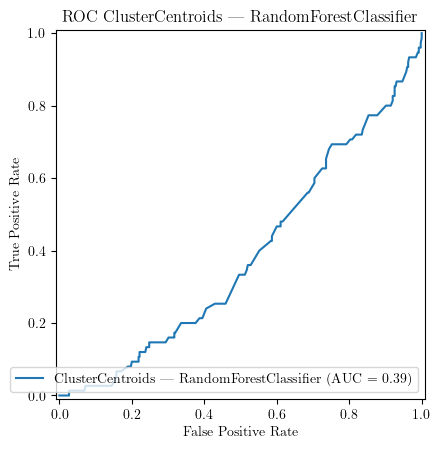 ROC ClusterCentroids — RandomForestClassifier
1.0
0.8
0.6
0.4
0.2
0.0
True Positive Rate
ClusterCentroids — RandomForestClassifier (AUC = 0.39)
0.0 0.2 0.4 0.6 0.8 1.0
False Positive Rate